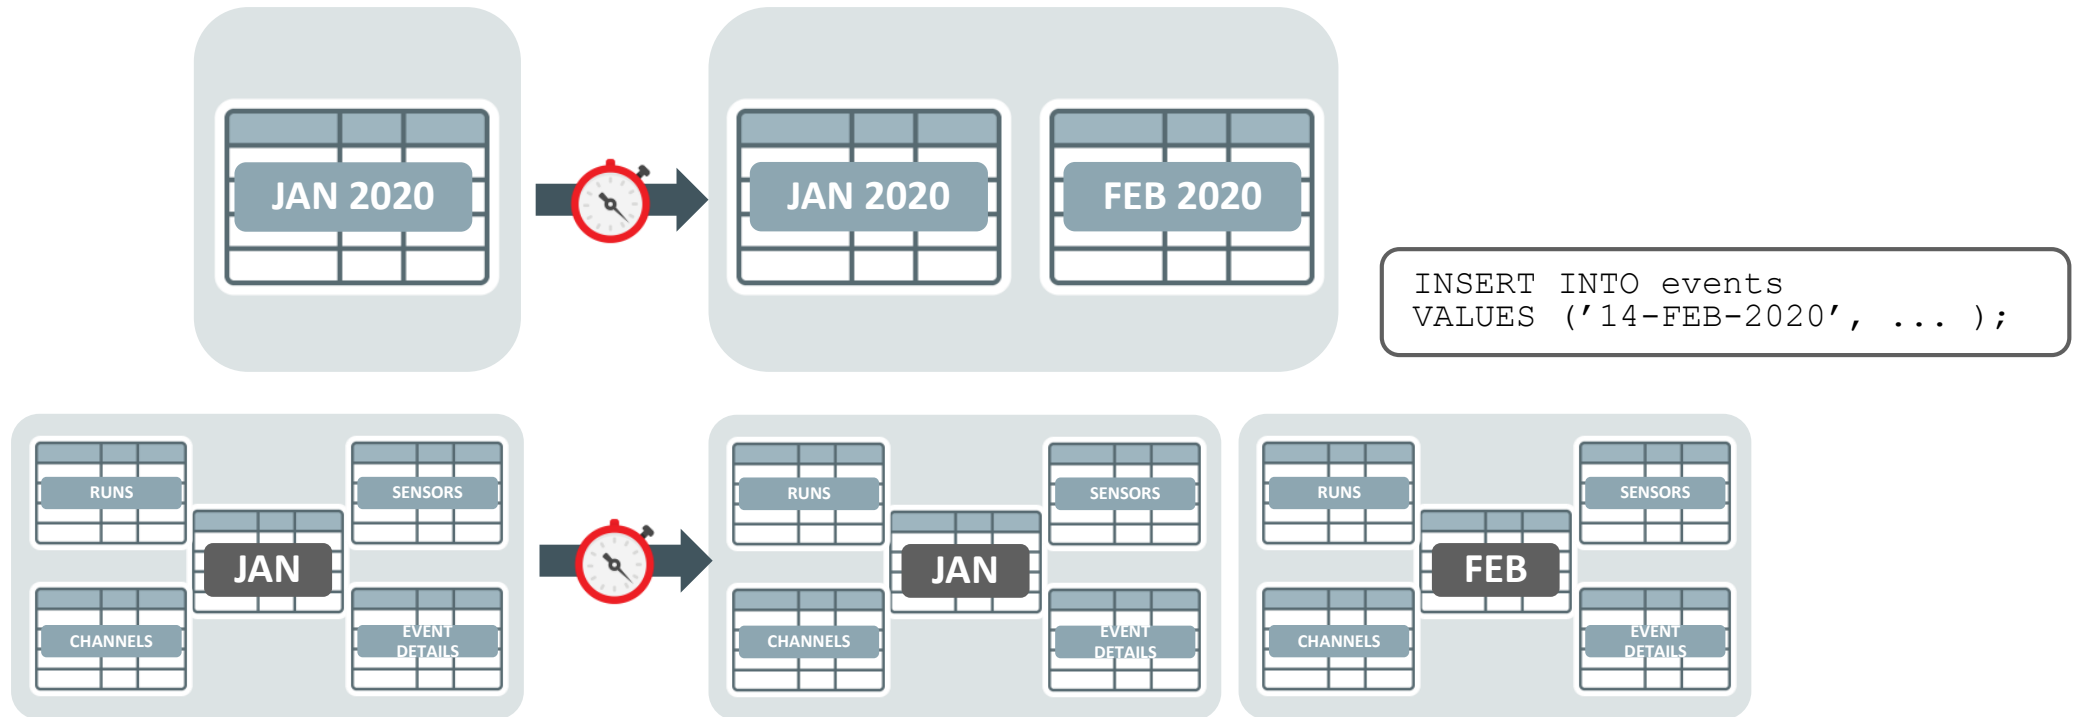 JAN 2020
JAN 2020
FEB 2020
INSERT INTO events
VALUES (’14-FEB-2020’, ... );
RUNS
SENSORS
JAN
CHANNELS
EVENT
DETAILS
RUNS
SENSORS
JAN
CHANNELS
EVENT
DETAILS
RUNS
SENSORS
FEB
CHANNELS
EVENT
DETAILS